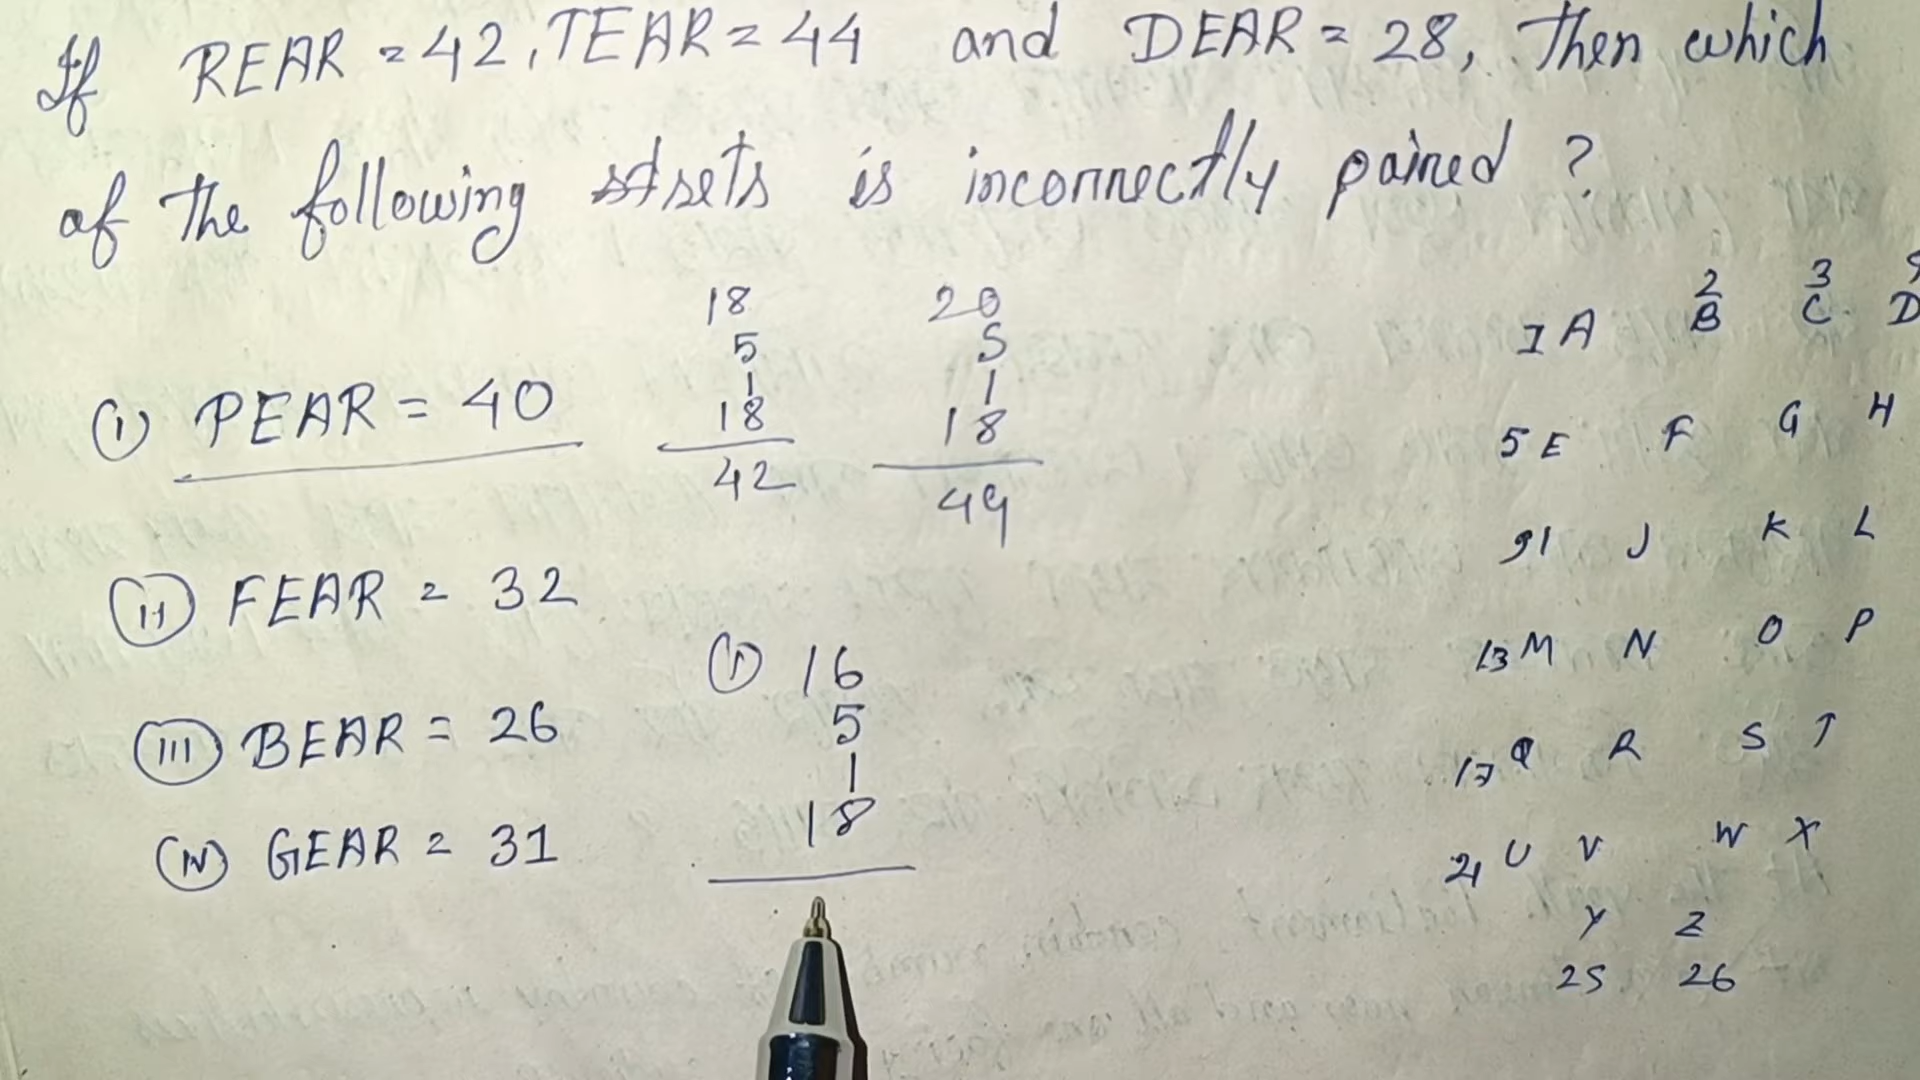 If REAR = 42, TEAR = 44 and DEAR = 28, Then which
of the following sets is incorrectly paired ?
(I) PEAR = 40
18
5
1
18
42
20
5
1
18
44
(II) FEAR = 32
(III) BEAR = 26
(IV) GEAR = 31
(I) 16
5
1
18
1 A 2 B 3 C D
5 E F G H
9 I J K L
13 M N O P
17 Q R S T
21 U V W X
Y Z
25 26